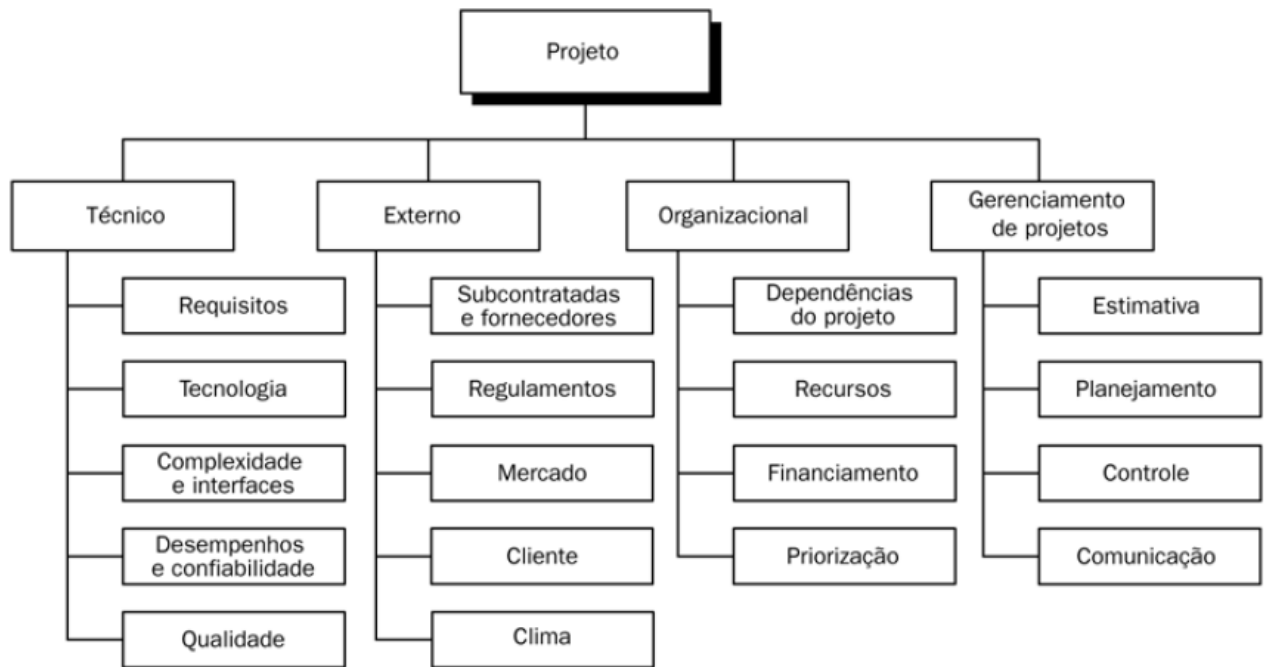 Projeto
Técnico
Externo
Organizacional
Gerenciamento
de projetos
Requisitos
Tecnologia
Complexidade
e interfaces
Desempenhos
e confiabilidade
Qualidade
Subcontratadas
e fornecedores
Regulamentos
Mercado
Cliente
Clima
Dependências
do projeto
Recursos
Financiamento
Priorização
Estimativa
Planejamento
Controle
Comunicação